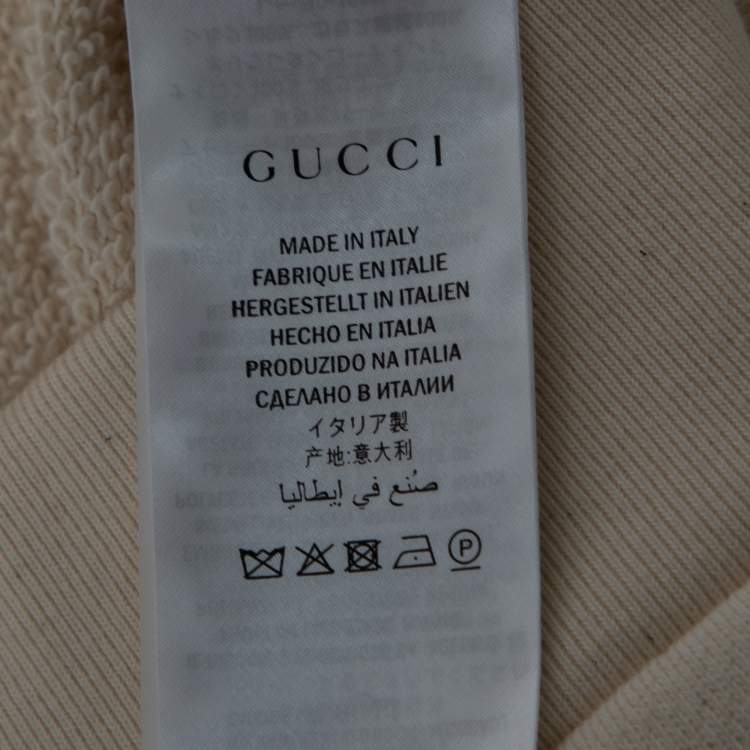 GUCCI
MADE IN ITALY
FABRIQUE EN ITALIE
HERGESTELLT IN ITALIEN
HECHO EN ITALIA
PRODUZIDO NA ITALIA
СДЕЛАНО В ИТАЛИИ
イタリア製
产地:意大利
صُنع في إيطاليا
P